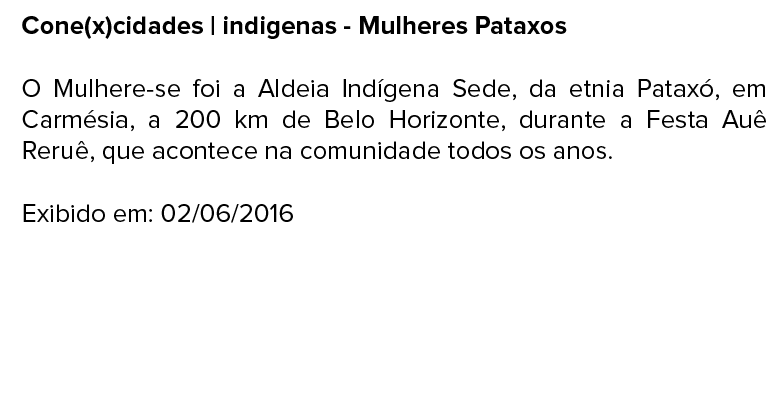 Cone(x)cidades | indigenas - Mulheres Pataxos
O Mulhere-se foi a Aldeia Indígena Sede, da etnia Pataxó, em
Carmésia, a 200 km de Belo Horizonte, durante a Festa Auê
Reruê, que acontece na comunidade todos os anos.
Exibido em: 02/06/2016